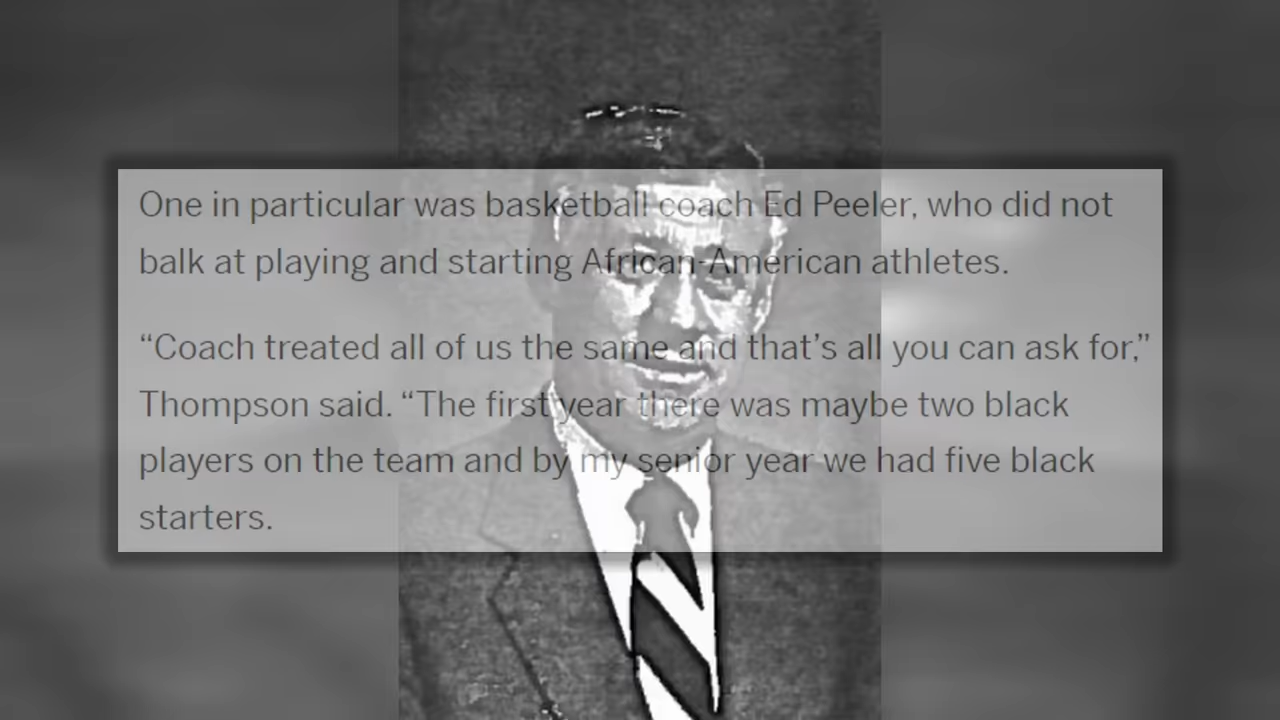 One in particular was basketball coach Ed Peeler, who did not
balk at playing and starting African-American athletes.
“Coach treated all of us the same and that’s all you can ask for,”
Thompson said. “The first year there was maybe two black
players on the team and by my senior year we had five black
starters.